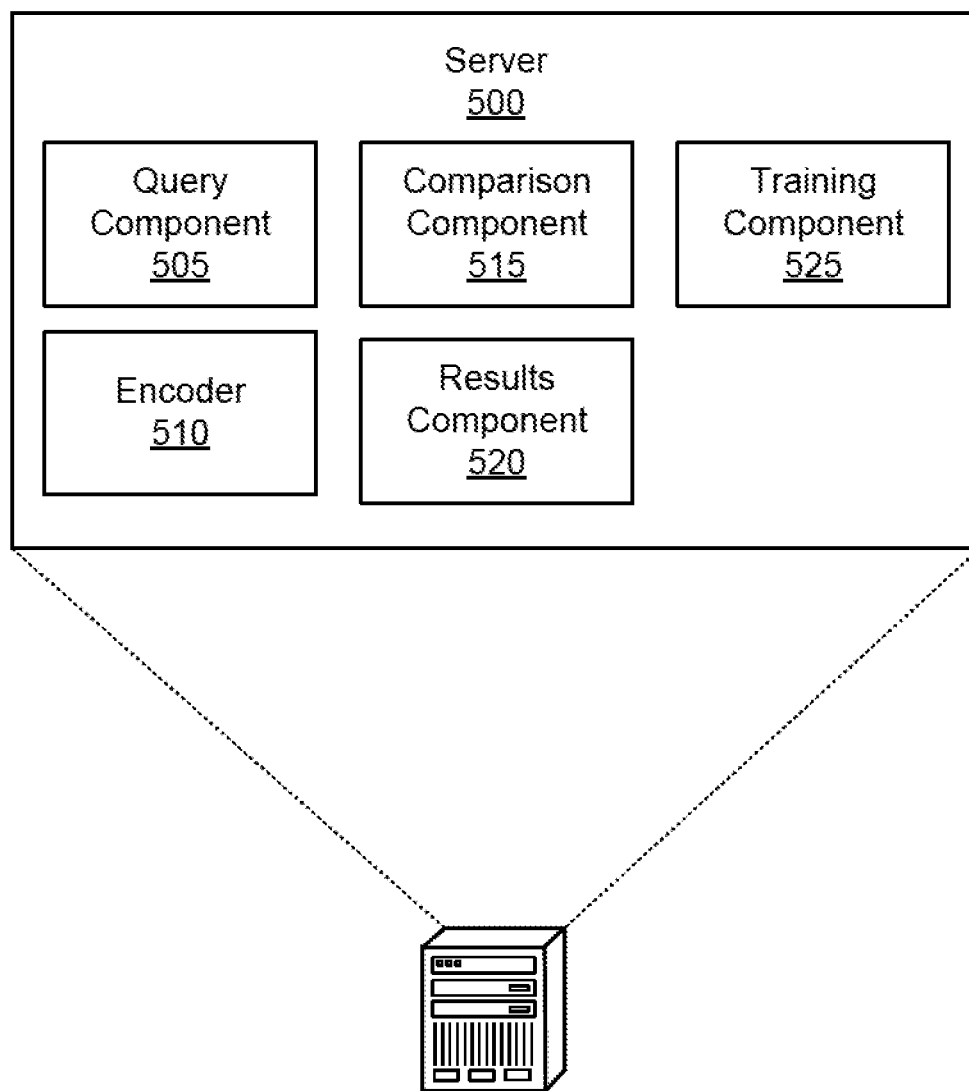 Server
500
Query
Component
505
Comparison
Component
515
Training
Component
525
Encoder
510
Results
Component
520